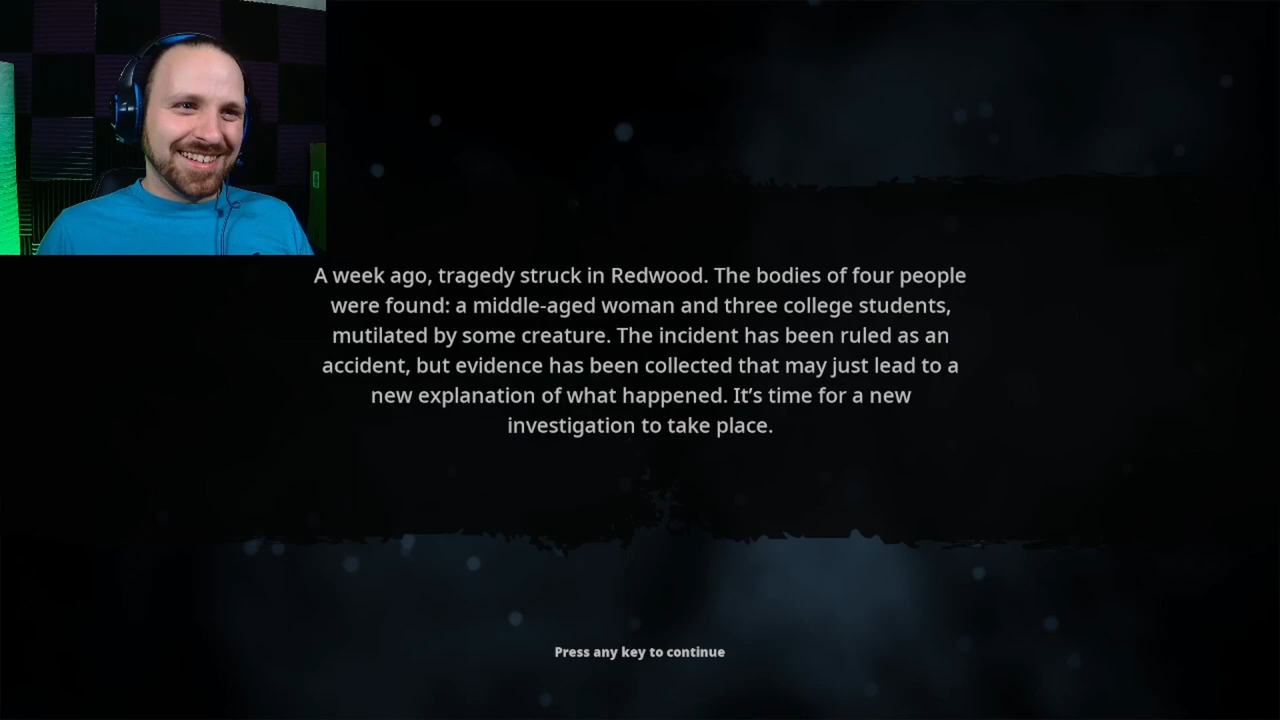 A week ago, tragedy struck in Redwood. The bodies of four people
were found: a middle-aged woman and three college students,
mutilated by some creature. The incident has been ruled as an
accident, but evidence has been collected that may just lead to a
new explanation of what happened. It’s time for a new
investigation to take place.
Press any key to continue